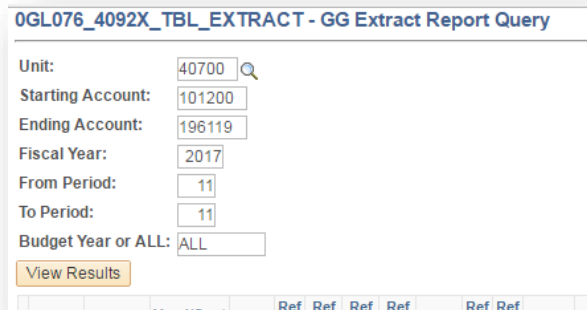 0GL076_4092X_TBL_EXTRACT - GG Extract Report Query
Unit: 40700
Starting Account: 101200
Ending Account: 196119
Fiscal Year: 2017
From Period: 11
To Period: 11
Budget Year or ALL: ALL
View Results
Ref Ref Ref Ref Ref Ref